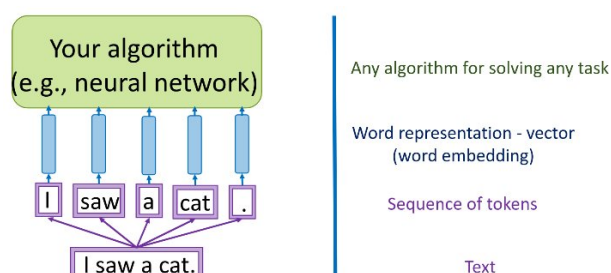 Your algorithm
(e.g., neural network)
Any algorithm for solving any task
Word representation - vector
(word embedding)
I saw a cat .
Sequence of tokens
I saw a cat.
Text